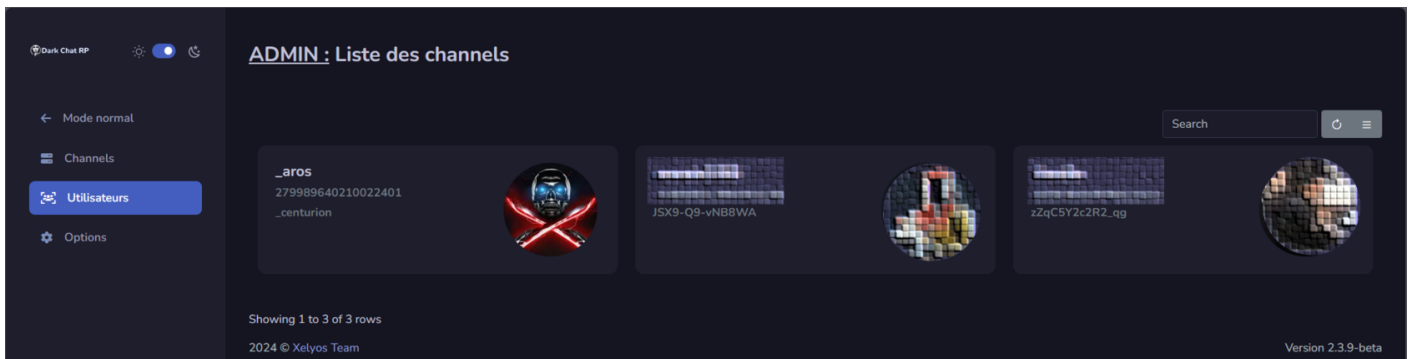 Dark Chat RP
ADMIN : Liste des channels
Mode normal
Channels
Utilisateurs
Options
Search
_aros
279989640210022401
_centurion
JSX9-Q9-vNB8WA
zZqC5Y2c2R2_qg
Showing 1 to 3 of 3 rows
2024 © Xelyos Team
Version 2.3.9-beta